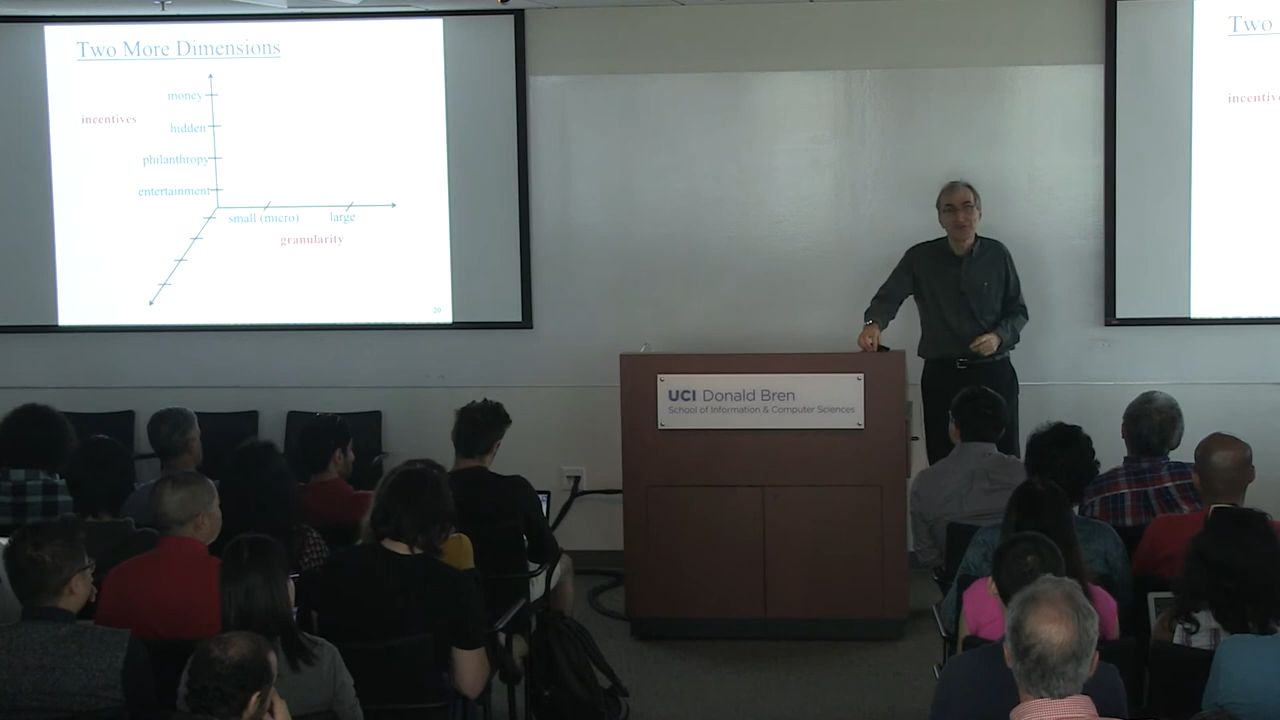 Two More Dimensions
money
incentives
hidden
philanthropy
entertainment
small (micro)
large
granularity
20
Two
incentive
UCI Donald Bren
School of Information & Computer Sciences